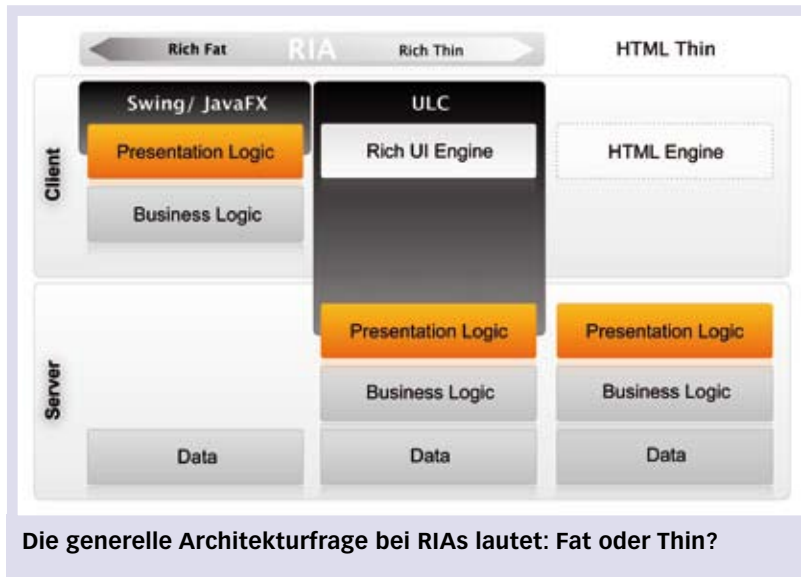 Rich Fat RIA Rich Thin HTML Thin
Swing/ JavaFX ULC
Client
Presentation Logic Rich UI Engine HTML Engine
Business Logic
Server
Presentation Logic Presentation Logic
Business Logic Business Logic
Data Data Data
Die generelle Architekturfrage bei RIAs lautet: Fat oder Thin?